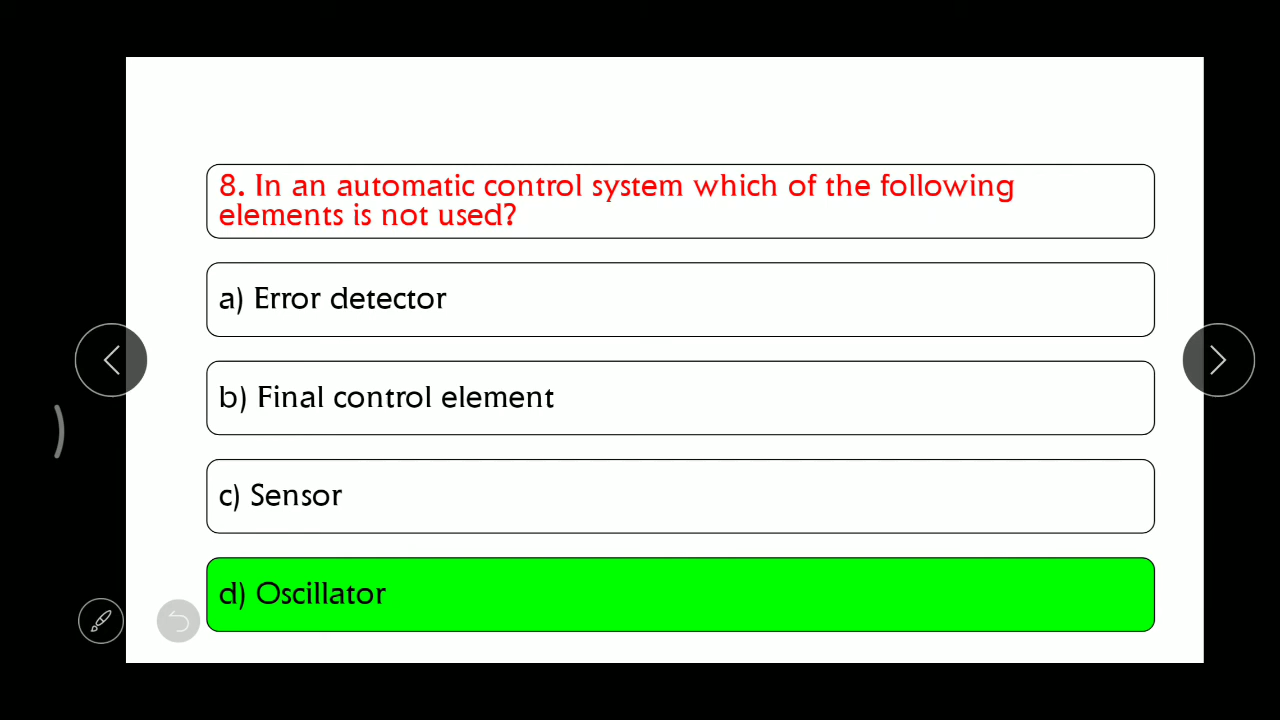 8. In an automatic control system which of the following
elements is not used?
a) Error detector
b) Final control element
c) Sensor
d) Oscillator